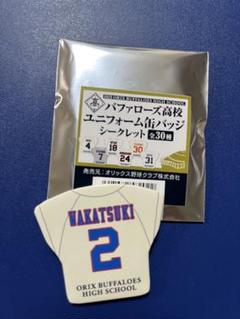 2023 ORIX BUFFALOES HIGH SCHOOL
バファローズ高校
ユニフォーム缶バッジ
シークレット 全30種
4
7
18
24
30
31
発売元：オリックス野球クラブ株式会社
WAKATSUKI
2
ORIX BUFFALOES
HIGH SCHOOL